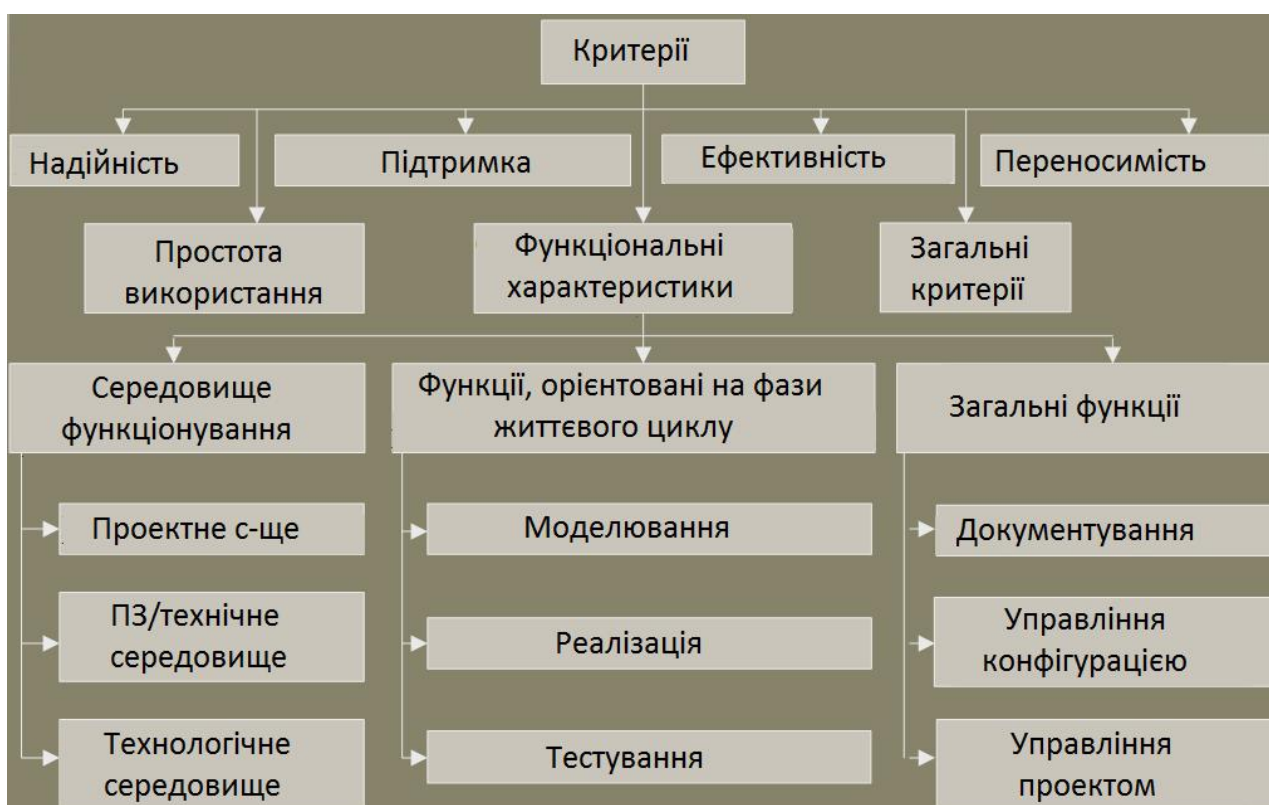 Критерії
Надійність
Підтримка
Ефективність
Переносимість
Простота
використання
Функціональні
характеристики
Загальні
критерії
Середовище
функціонування
Функції, орієнтовані на фази
життєвого циклу
Загальні функції
Проектне с-ще
Моделювання
Документування
ПЗ/технічне
середовище
Реалізація
Управління
конфігурацією
Технологічне
середовище
Тестування
Управління
проектом